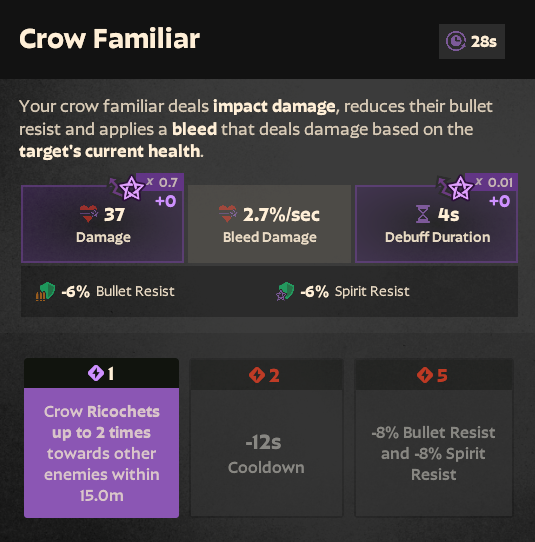 Crow Familiar
28s
Your crow familiar deals impact damage, reduces their bullet
resist and applies a bleed that deals damage based on the
target's current health.
x 0.7
+0
37
Damage
2.7%/sec
Bleed Damage
x 0.01
+0
4s
Debuff Duration
-6% Bullet Resist
-6% Spirit Resist
1
Crow Ricochets
up to 2 times
towards other
enemies within
15.0m
2
-12s
Cooldown
5
-8% Bullet Resist
and -8% Spirit
Resist